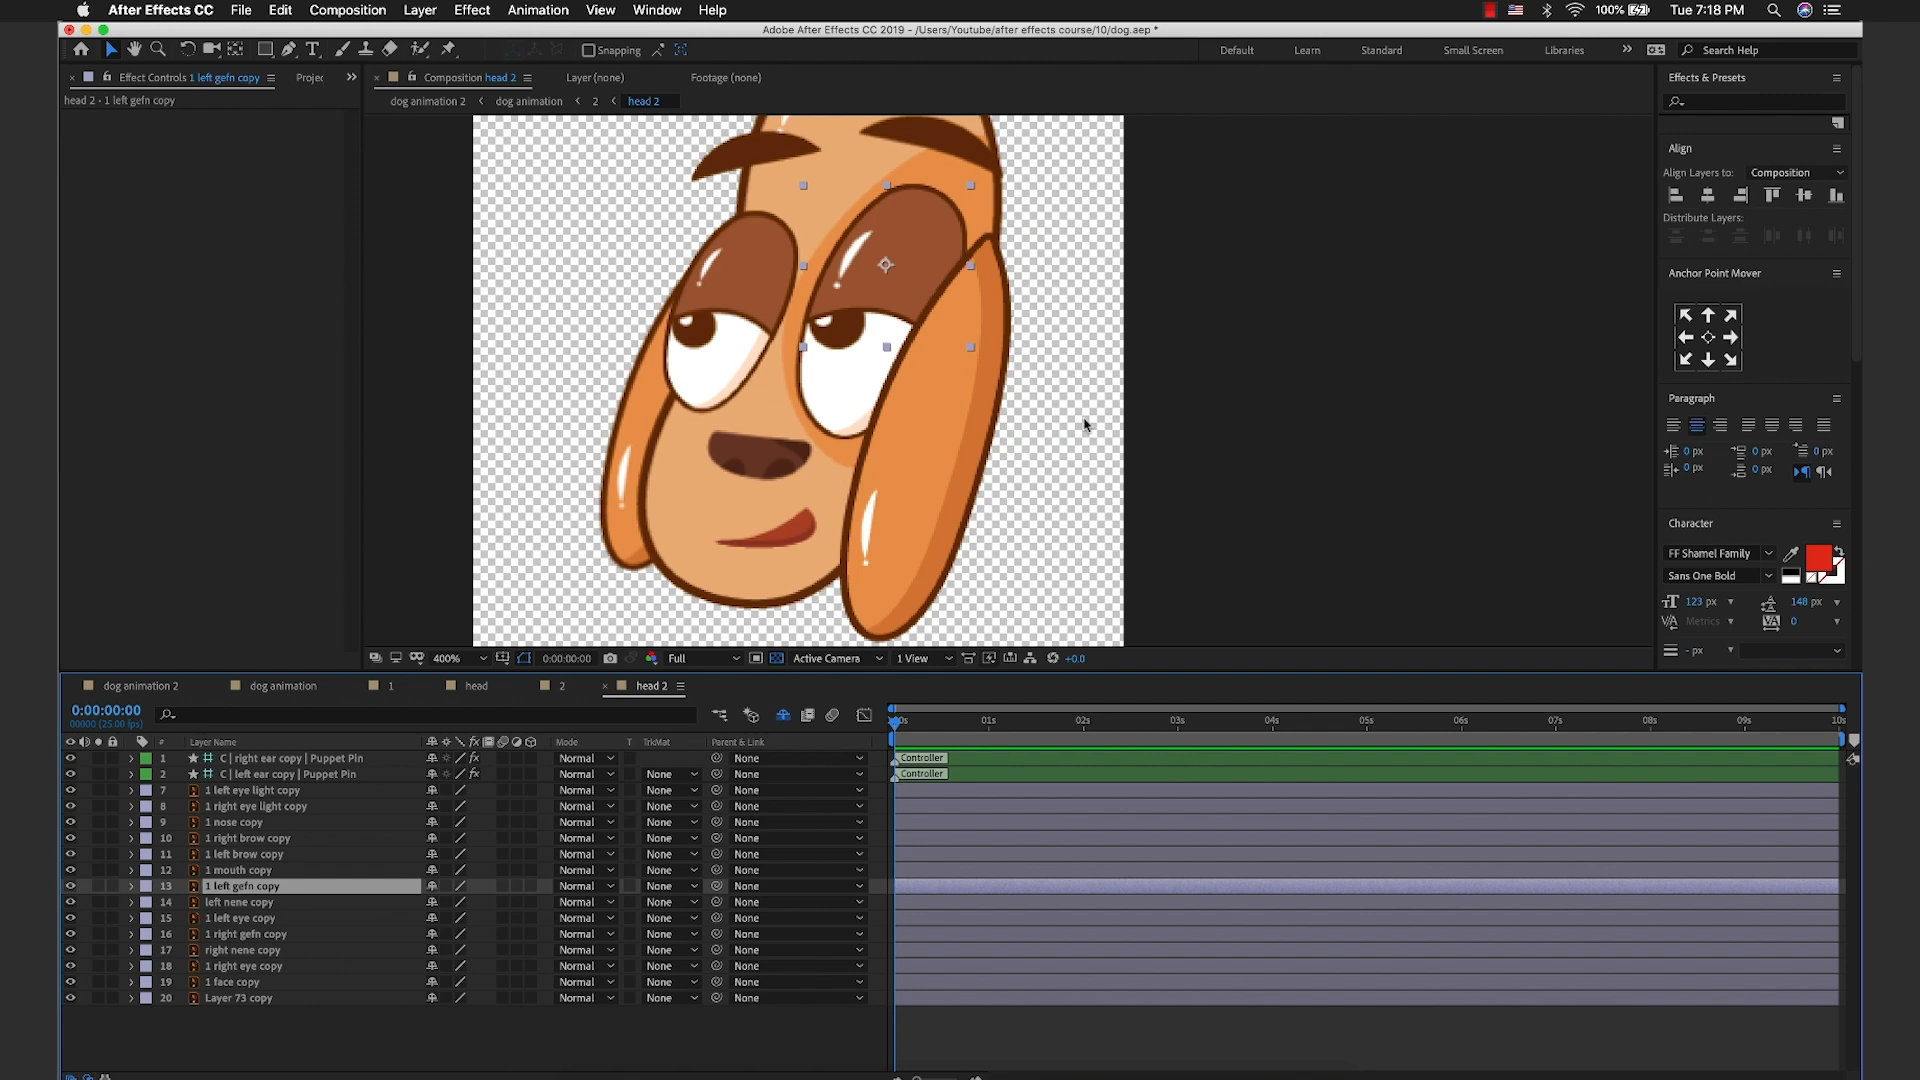 After Effects CC File Edit Composition Layer Effect Animation View Window Help 100% Tue 7:18 PM
Adobe After Effects CC 2019 - /Users/Youtube/after effects course/10/dog.aep *
Snapping Default Learn Standard Small Screen Libraries Search Help
Effect Controls 1 left gefn copy Projec Composition head 2 Layer (none) Footage (none) Effects & Presets
head 2 • 1 left gefn copy dog animation 2 dog animation 2 head 2
Align
Align Layers to: Composition
Distribute Layers:
Anchor Point Mover
Paragraph
0 px 0 px 0 px
0 px 0 px
Character
FF Shamel Family
Sans One Bold
123 px 148 px
Metrics 0
- px
400% 0:00:00:00 Full Active Camera 1 View +0.0
dog animation 2 dog animation 1 head 2 head 2
0:00:00:00
00000 (25.00 fps)
01s 02s 03s 04s 05s 06s 07s 08s 09s 10s
# Layer Name Mode T TrkMat Parent & Link
1 C | right ear copy | Puppet Pin Normal None Controller
2 C | left ear copy | Puppet Pin Normal None None Controller
7 1 left eye light copy Normal None None
8 1 right eye light copy Normal None None
9 1 nose copy Normal None None
10 1 right brow copy Normal None None
11 1 left brow copy Normal None None
12 1 mouth copy Normal None None
13 1 left gefn copy Normal None None
14 left nene copy Normal None None
15 1 left eye copy Normal None None
16 1 right gefn copy Normal None None
17 right nene copy Normal None None
18 1 right eye copy Normal None None
19 1 face copy Normal None None
20 Layer 73 copy Normal None None